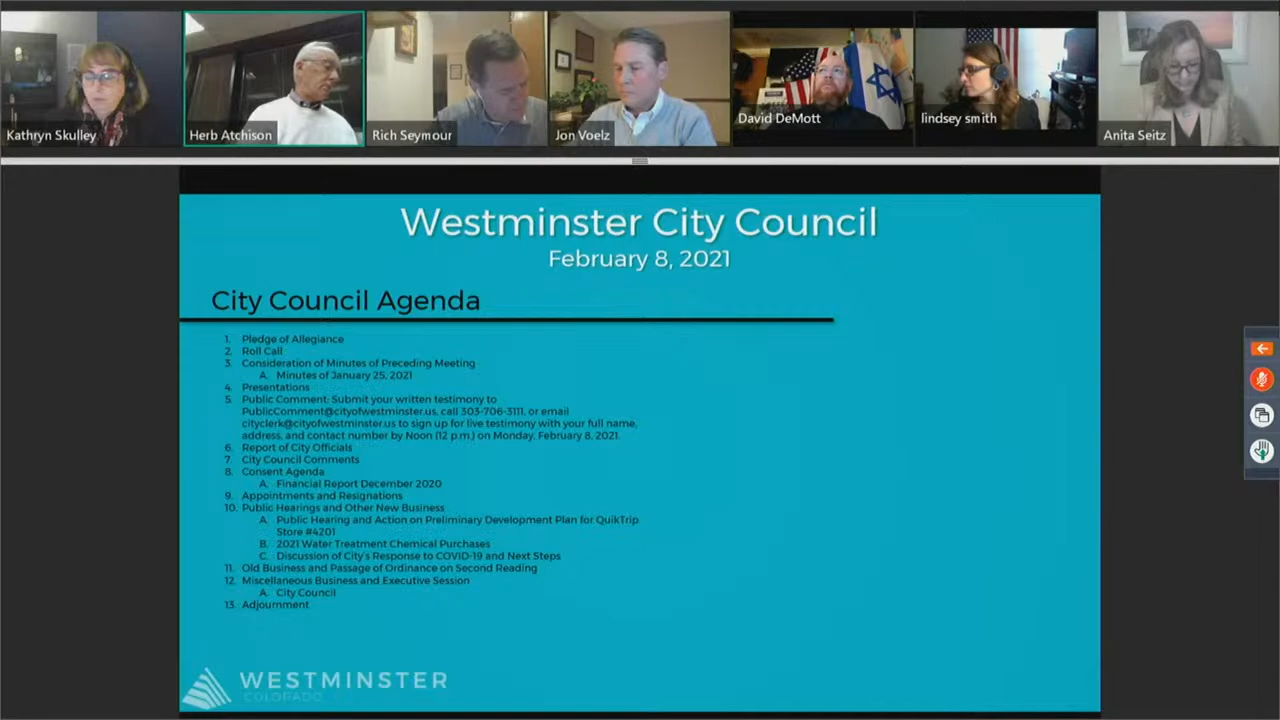 Kathryn Skulley
Herb Atchison
Rich Seymour
Jon Voelz
David DeMott
lindsey smith
Anita Seitz
Westminster City Council
February 8, 2021
City Council Agenda
1. Pledge of Allegiance
2. Roll Call
3. Consideration of Minutes of Preceding Meeting
A. Minutes of January 25, 2021
4. Presentations
5. Public Comment: Submit your written testimony to
PublicComment@cityofwestminster.us, call 303-706-3111, or email
cityclerk@cityofwestminster.us to sign up for live testimony with your full name,
address, and contact number by Noon (12 p.m.) on Monday, February 8, 2021.
6. Report of City Officials
7. City Council Comments
8. Consent Agenda
A. Financial Report December 2020
9. Appointments and Resignations
10. Public Hearings and Other New Business
A. Public Hearing and Action on Preliminary Development Plan for QuikTrip
Store #4201
B. 2021 Water Treatment Chemical Purchases
C. Discussion of City's Response to COVID-19 and Next Steps
11. Old Business and Passage of Ordinance on Second Reading
12. Miscellaneous Business and Executive Session
A. City Council
13. Adjournment
WESTMINSTER
COLORADO